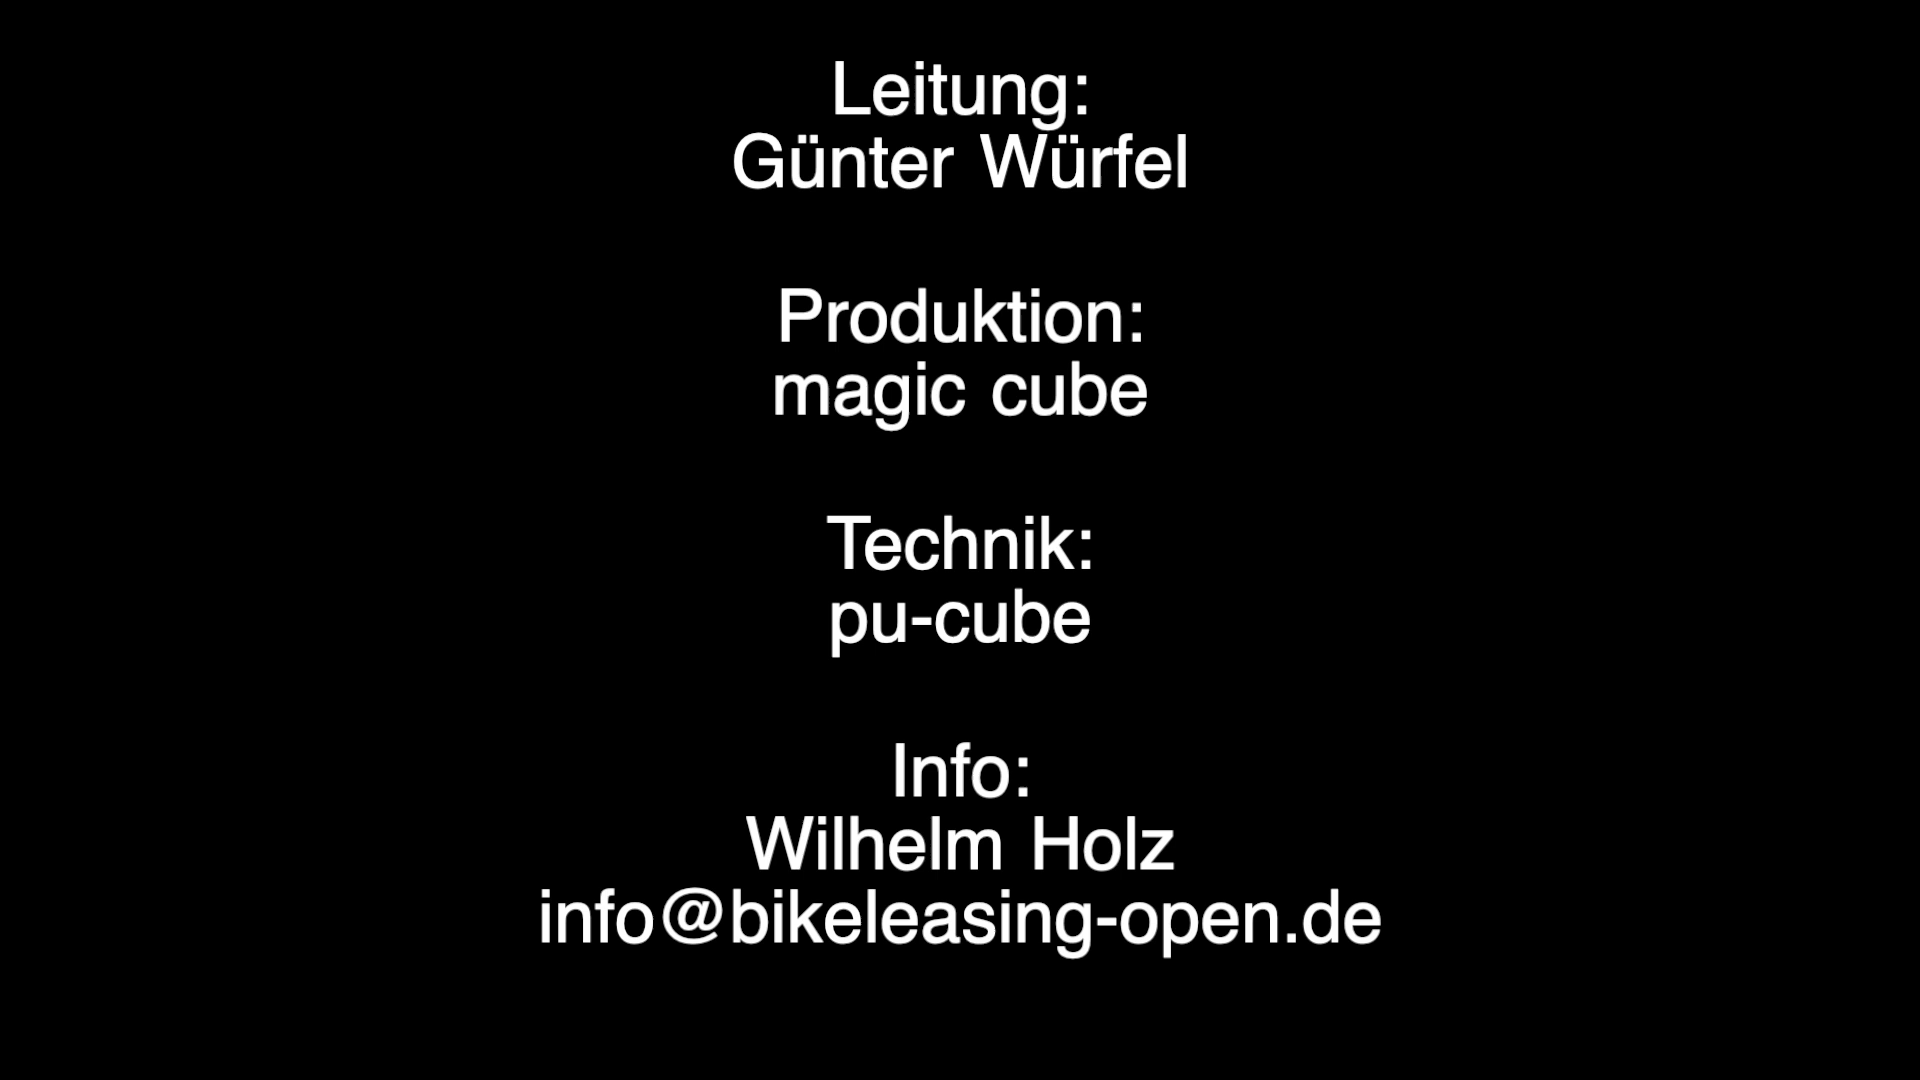 Leitung:
Günter Würfel
Produktion:
magic cube
Technik:
pu-cube
Info:
Wilhelm Holz
info@bikeleasing-open.de